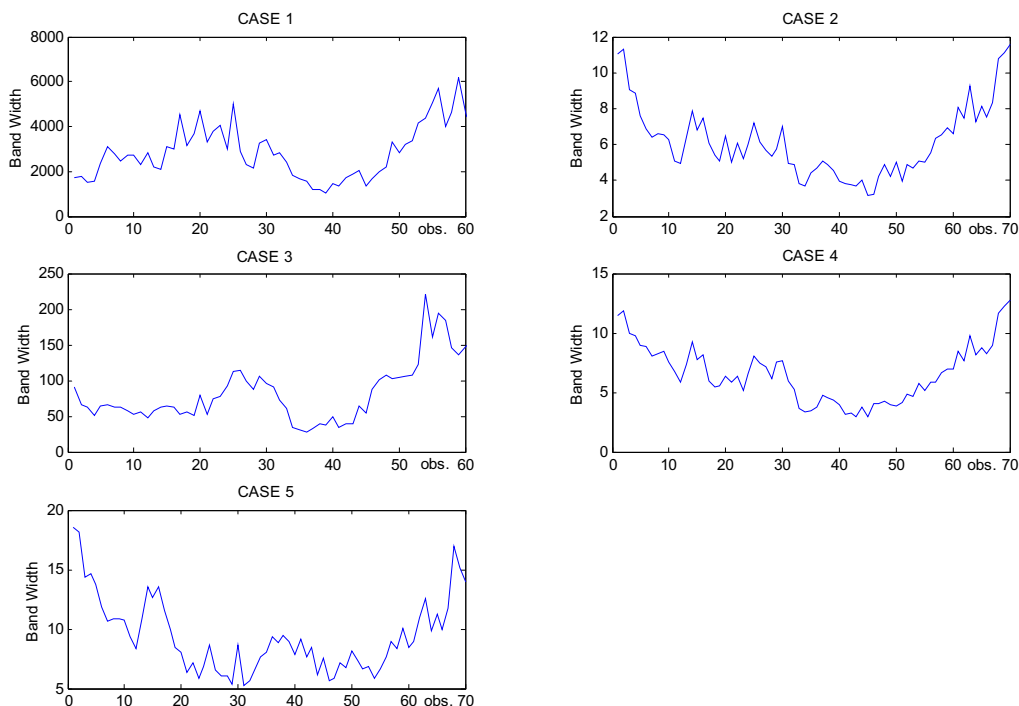 CASE 1
Band Width
8000
6000
4000
2000
0
0 10 20 30 40 50 obs. 60
CASE 2
Band Width
12
10
8
6
4
2
0 10 20 30 40 50 60 obs. 70
CASE 3
Band Width
250
200
150
100
50
0
0 10 20 30 40 50 obs. 60
CASE 4
Band Width
15
10
5
0
0 10 20 30 40 50 60 obs. 70
CASE 5
Band Width
20
15
10
5
0 10 20 30 40 50 60 obs. 70